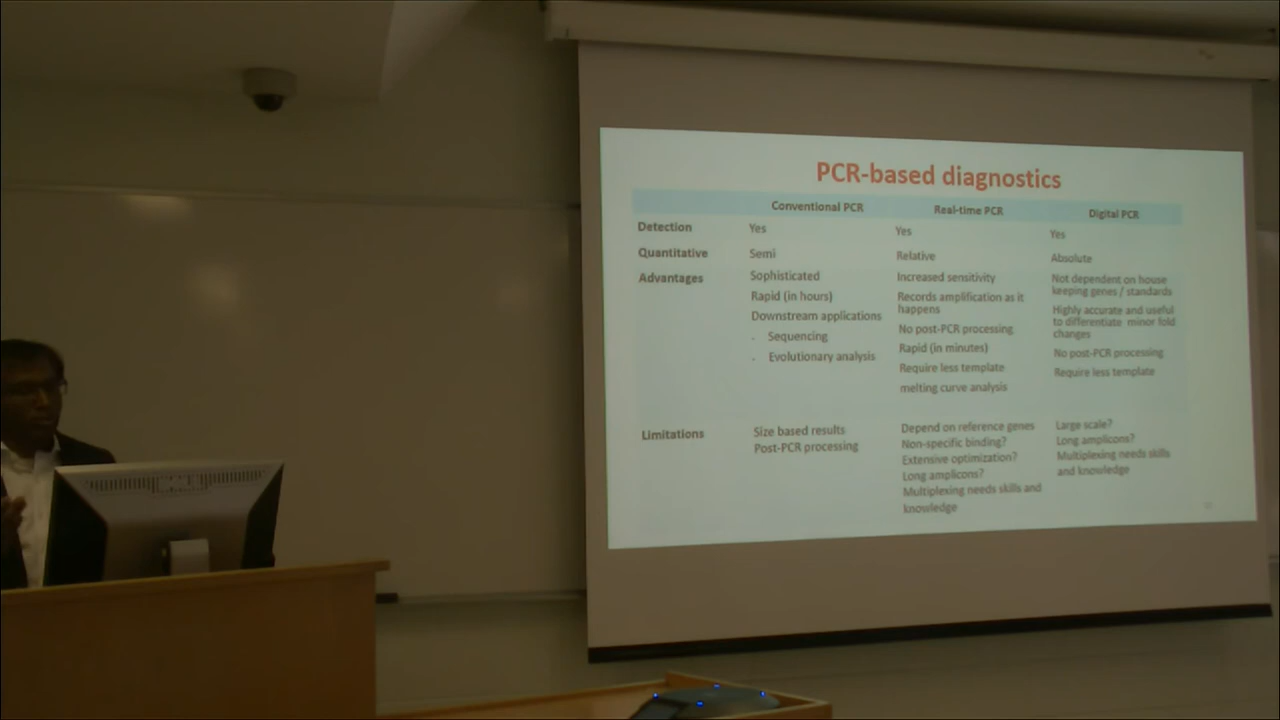 PCR-based diagnostics
Conventional PCR Real-time PCR Digital PCR
Detection Yes Yes Yes
Quantitative Semi Relative Absolute
Advantages
Sophisticated
Rapid (in hours)
Downstream applications
- Sequencing
- Evolutionary analysis
Increased sensitivity
Records amplification as it
happens
No post-PCR processing
Rapid (in minutes)
Require less template
melting curve analysis
Not dependent on house
keeping genes / standards
Highly accurate and useful
to differentiate minor fold
changes
No post-PCR processing
Require less template
Limitations
Size based results
Post-PCR processing
Depend on reference genes
Non-specific binding?
Extensive optimization?
Long amplicons?
Multiplexing needs skills and
knowledge
Large scale?
Long amplicons?
Multiplexing needs skills
and knowledge